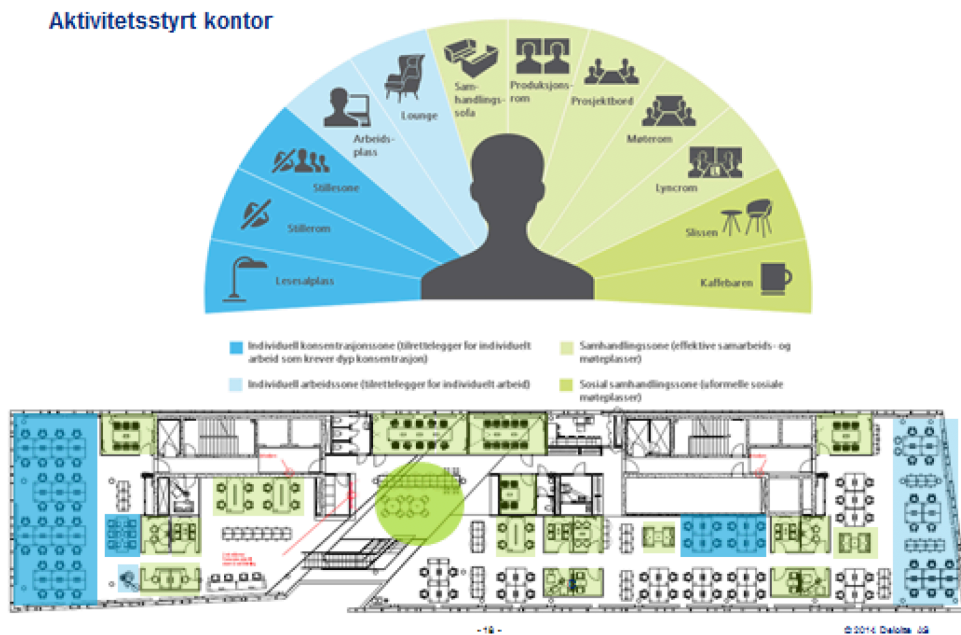 Aktivitetsstyrt kontor
Sam-
handlings-
sofa
Produksjons-
rom
Prosjektbord
Lounge
Møterom
Arbeids-
plass
Lyncrom
Stillesone
Slissen
Stillerom
Kaffebaren
Lesesalplass
Individuell konsentrasjonssone (tilrettelegger for individuelt
arbeid som krever dyp konsentrasjon)
Individuell arbeidssone (tilrettelegger for individuelt arbeid)
Samhandlingssone (effektive samarbeids- og
møteplasser)
Sosial samhandlingssone (uformelle sosiale
møteplasser)
© 2014 Deloitte AS